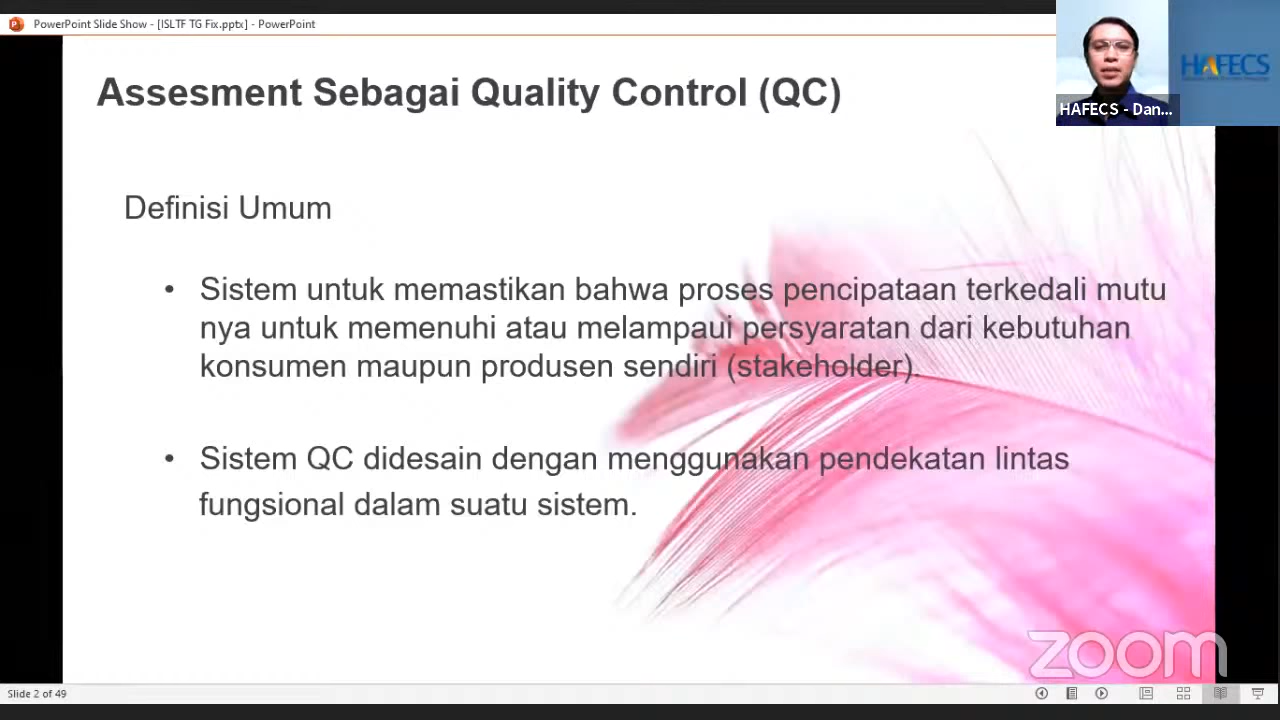 PowerPoint Slide Show - [ISLTF TG Fix.pptx] - PowerPoint
HAFECS
HAFECS - Dan...
Assesment Sebagai Quality Control (QC)
Definisi Umum
• Sistem untuk memastikan bahwa proses pencipataan terkedali mutu
nya untuk memenuhi atau melampaui persyaratan dari kebutuhan
konsumen maupun produsen sendiri (stakeholder).
• Sistem QC didesain dengan menggunakan pendekatan lintas
fungsional dalam suatu sistem.
zoom
Slide 2 of 49